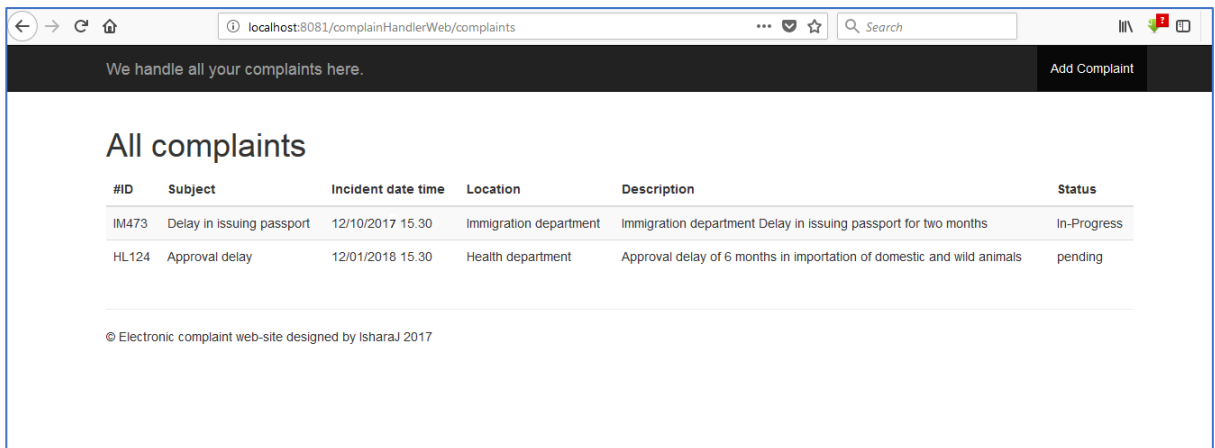 localhost:8081/complainHandlerWeb/complaints
Search
We handle all your complaints here.
Add Complaint
All complaints
#ID Subject Incident date time Location Description Status
IM473 Delay in issuing passport 12/10/2017 15.30 Immigration department Immigration department Delay in issuing passport for two months In-Progress
HL124 Approval delay 12/01/2018 15.30 Health department Approval delay of 6 months in importation of domestic and wild animals pending
© Electronic complaint web-site designed by IsharaJ 2017